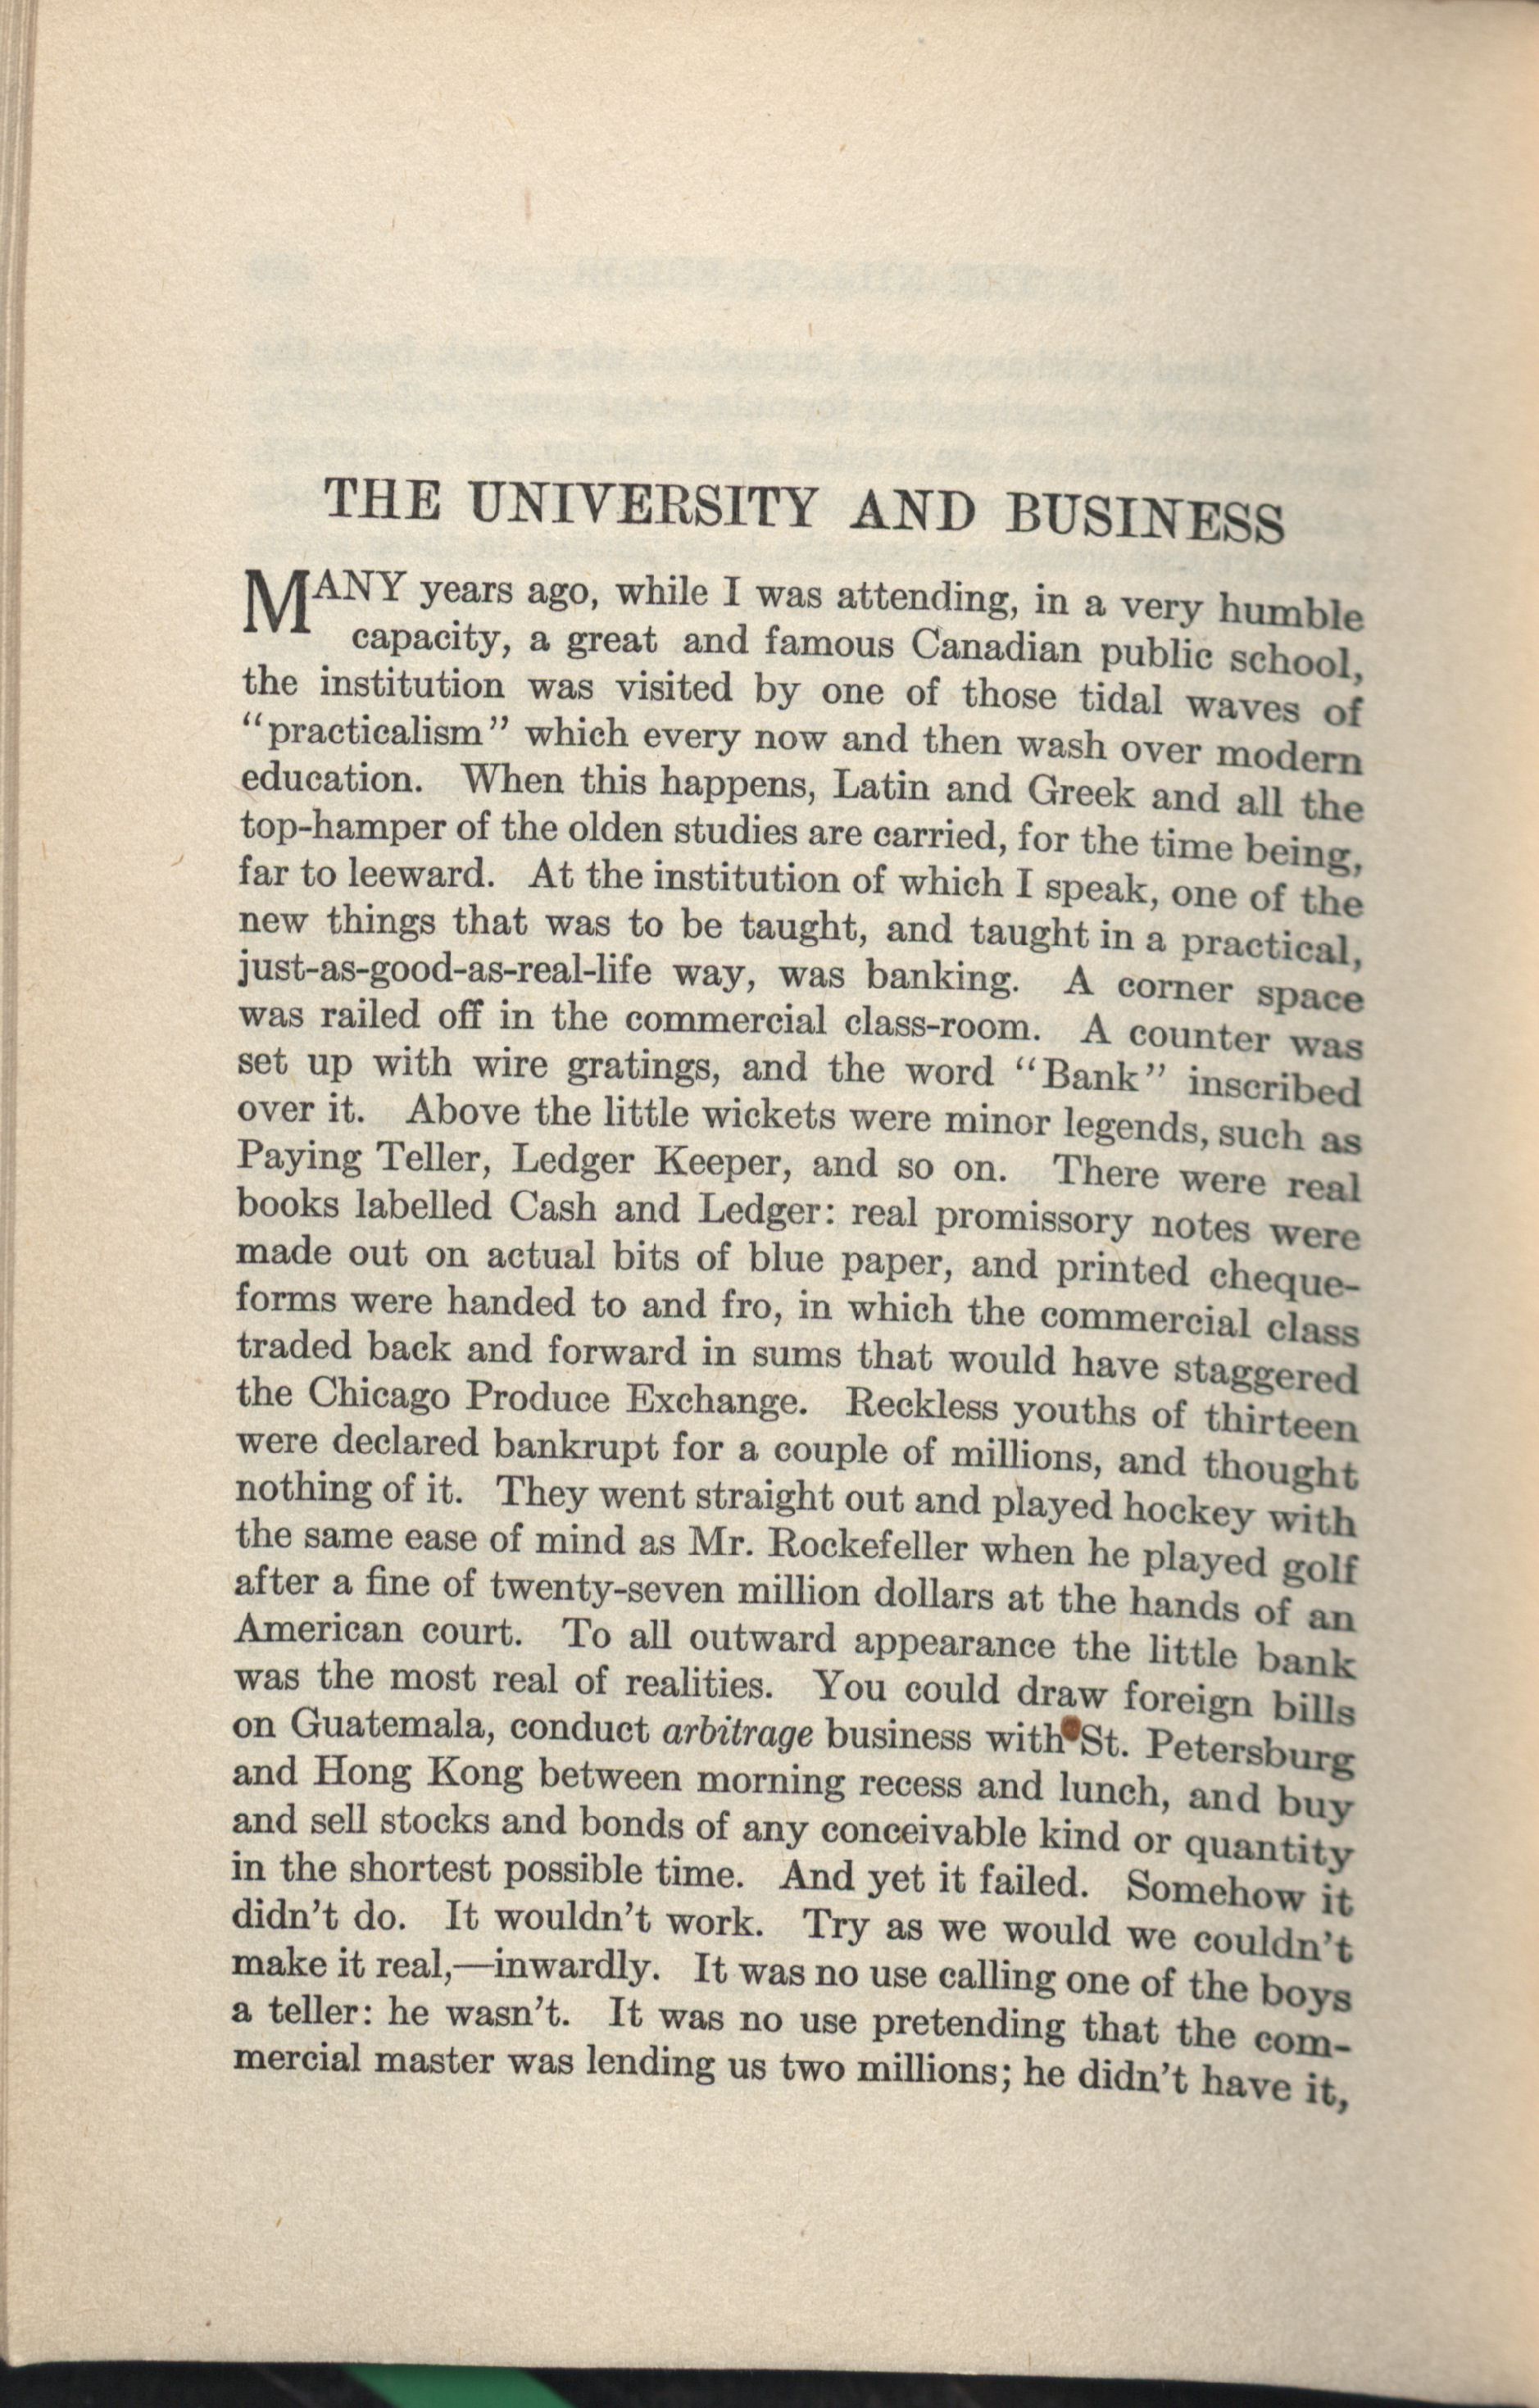 THE UNIVERSITY AND BUSINESS
MANY years ago, while I was attending, in a very humble
capacity, a great and famous Canadian public school,
the institution was visited by one of those tidal waves of
“practicalism” which every now and then wash over modern
education. When this happens, Latin and Greek and all the
top-hamper of the olden studies are carried, for the time being,
far to leeward. At the institution of which I speak, one of the
new things that was to be taught, and taught in a practical,
just-as-good-as-real-life way, was banking. A corner space
was railed off in the commercial class-room. A counter was
set up with wire gratings, and the word “Bank” inscribed
over it. Above the little wickets were minor legends, such as
Paying Teller, Ledger Keeper, and so on. There were real
books labelled Cash and Ledger: real promissory notes were
made out on actual bits of blue paper, and printed cheque-
forms were handed to and fro, in which the commercial class
traded back and forward in sums that would have staggered
the Chicago Produce Exchange. Reckless youths of thirteen
were declared bankrupt for a couple of millions, and thought
nothing of it. They went straight out and played hockey with
the same ease of mind as Mr. Rockefeller when he played golf
after a fine of twenty-seven million dollars at the hands of an
American court. To all outward appearance the little bank
was the most real of realities. You could draw foreign bills
on Guatemala, conduct arbitrage business with St. Petersburg
and Hong Kong between morning recess and lunch, and buy
and sell stocks and bonds of any conceivable kind or quantity
in the shortest possible time. And yet it failed. Somehow it
didn’t do. It wouldn’t work. Try as we would we couldn’t
make it real,—inwardly. It was no use calling one of the boys
a teller: he wasn’t. It was no use pretending that the com-
mercial master was lending us two millions; he didn’t have it,